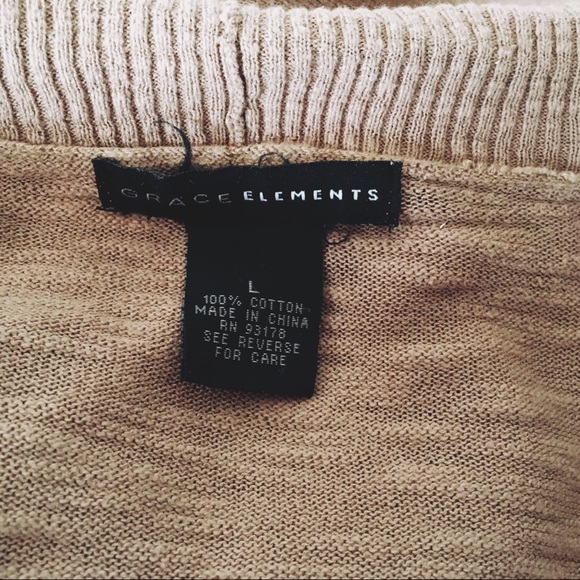 GRACE ELEMENTS
L
100% COTTON
MADE IN CHINA
RN 93178
SEE REVERSE
FOR CARE